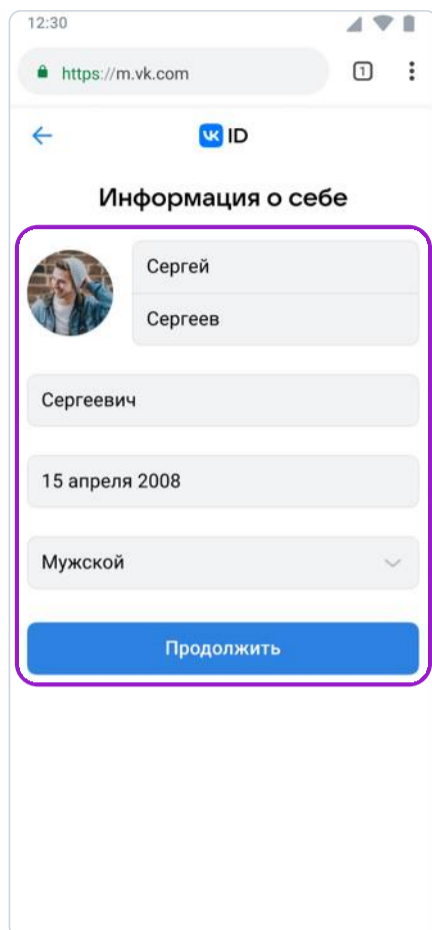 12:30
https://m.vk.com
1
VK ID
Информация о себе
Сергей
Сергеев
Сергеевич
15 апреля 2008
Мужской
Продолжить